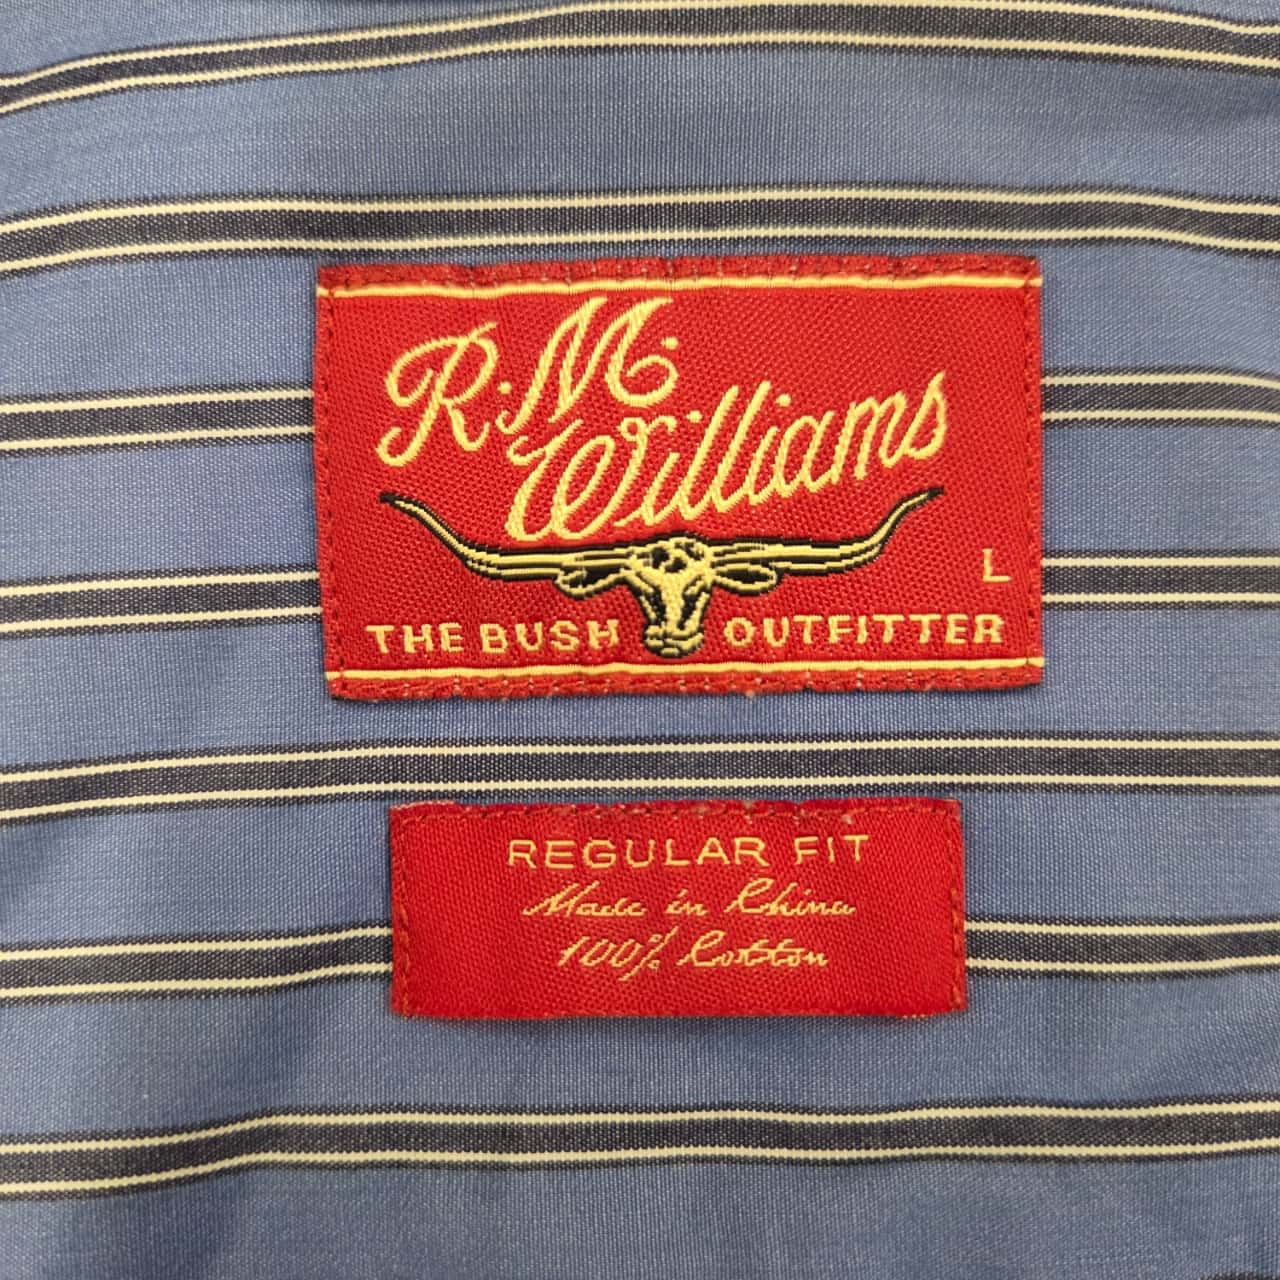 R.M.
Williams
L
THE BUSH OUTFITTER
REGULAR FIT
Made in China
100% Cotton